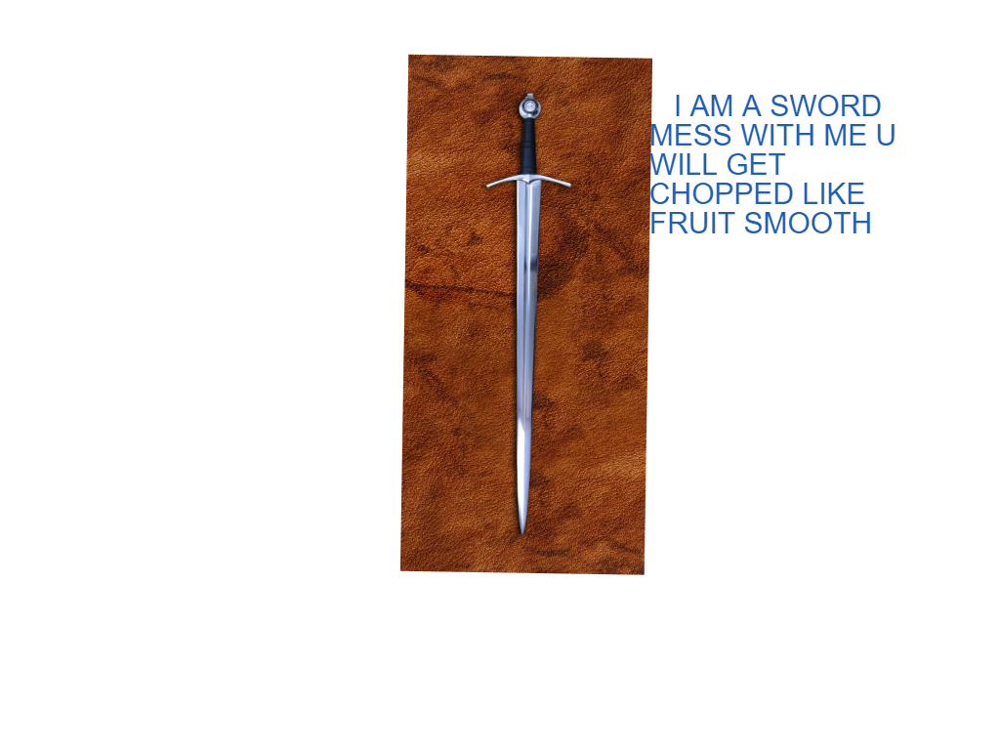 I AM A SWORD
MESS WITH ME U
WILL GET
CHOPPED LIKE
FRUIT SMOOTH